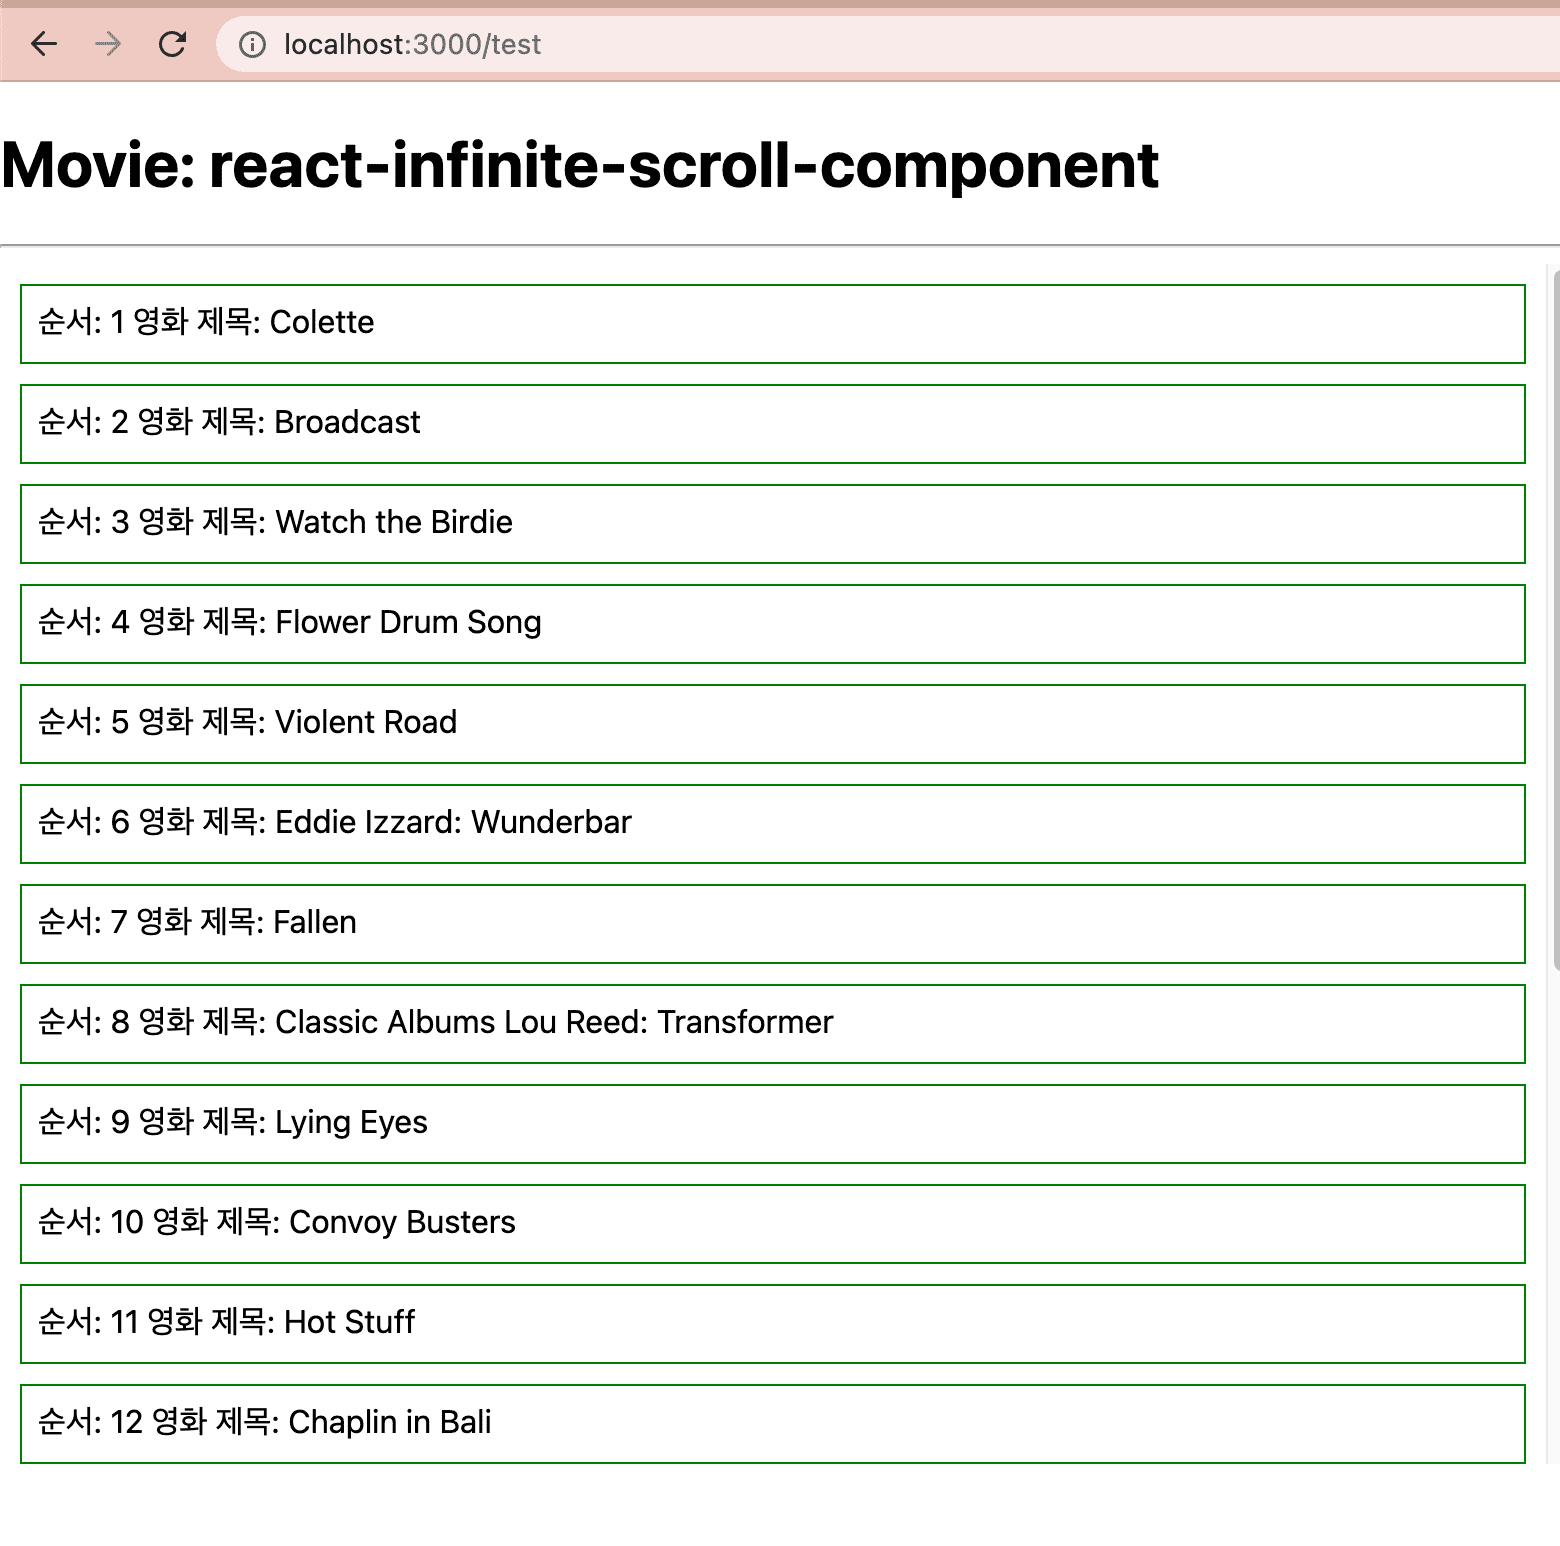 localhost:3000/test
Movie: react-infinite-scroll-component
순서: 1 영화 제목: Colette
순서: 2 영화 제목: Broadcast
순서: 3 영화 제목: Watch the Birdie
순서: 4 영화 제목: Flower Drum Song
순서: 5 영화 제목: Violent Road
순서: 6 영화 제목: Eddie Izzard: Wunderbar
순서: 7 영화 제목: Fallen
순서: 8 영화 제목: Classic Albums Lou Reed: Transformer
순서: 9 영화 제목: Lying Eyes
순서: 10 영화 제목: Convoy Busters
순서: 11 영화 제목: Hot Stuff
순서: 12 영화 제목: Chaplin in Bali